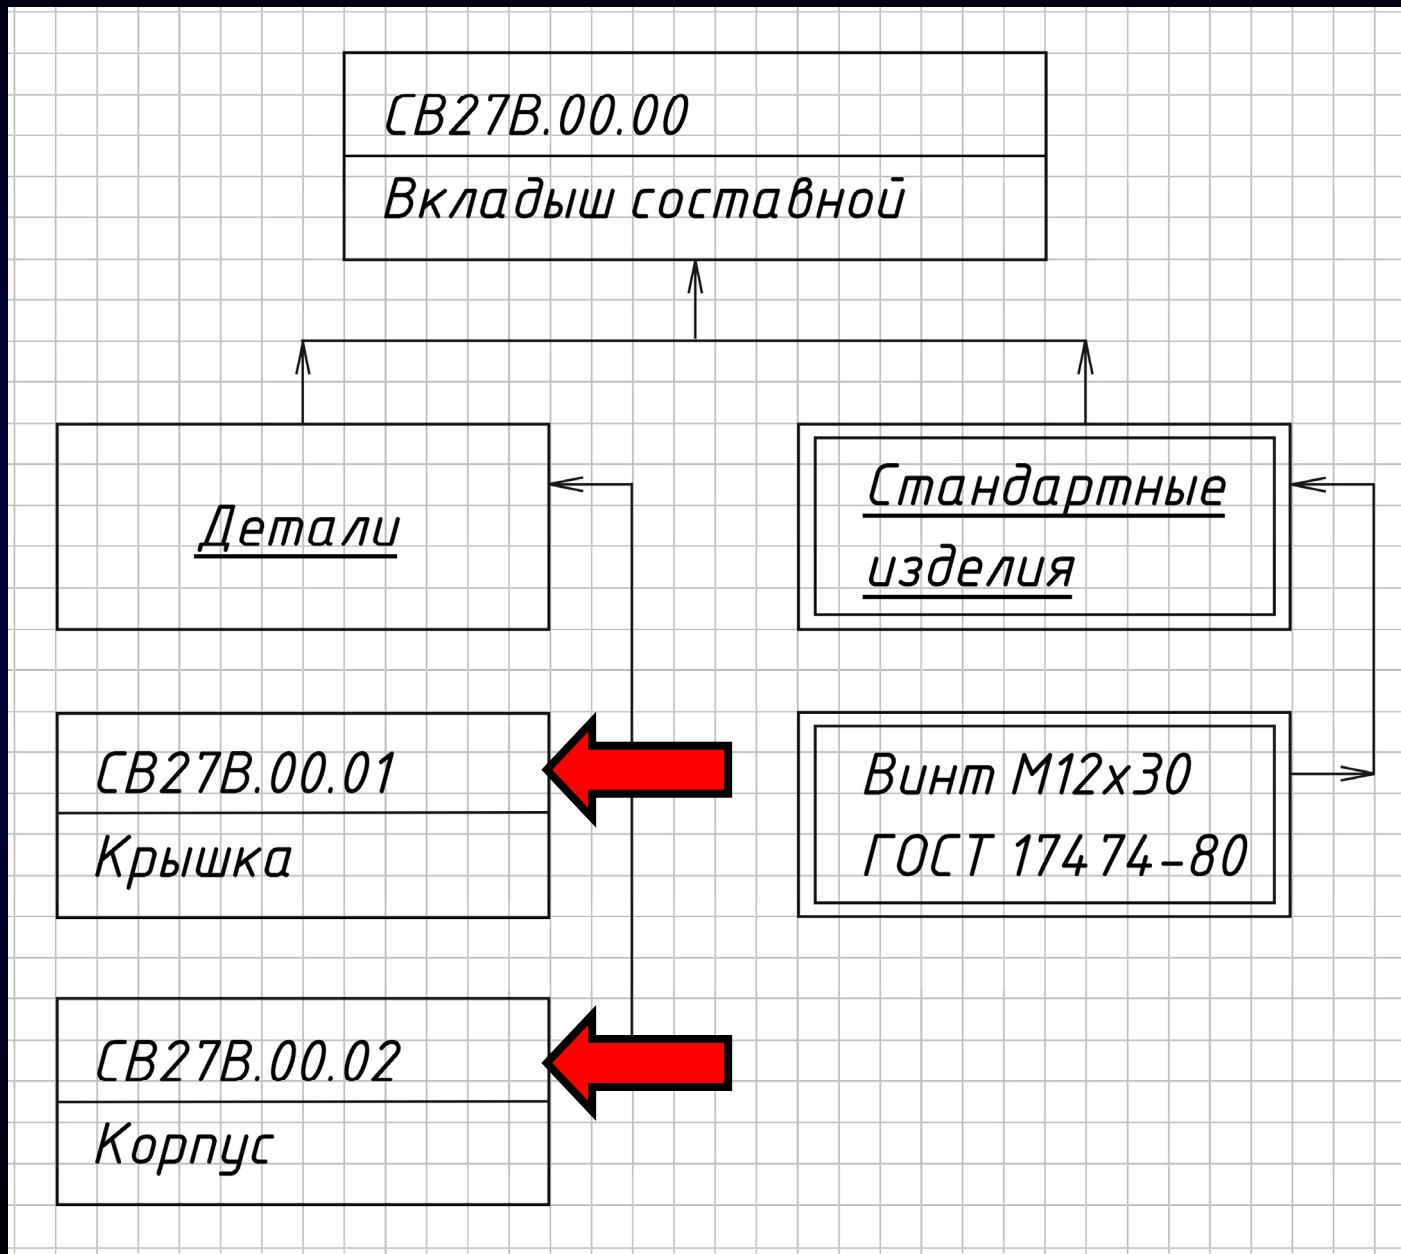 СВ27В.00.00
Вкладыш составной
Детали
Стандартные
изделия
СВ27В.00.01
Крышка
Винт М12х30
ГОСТ 17474-80
СВ27В.00.02
Корпус